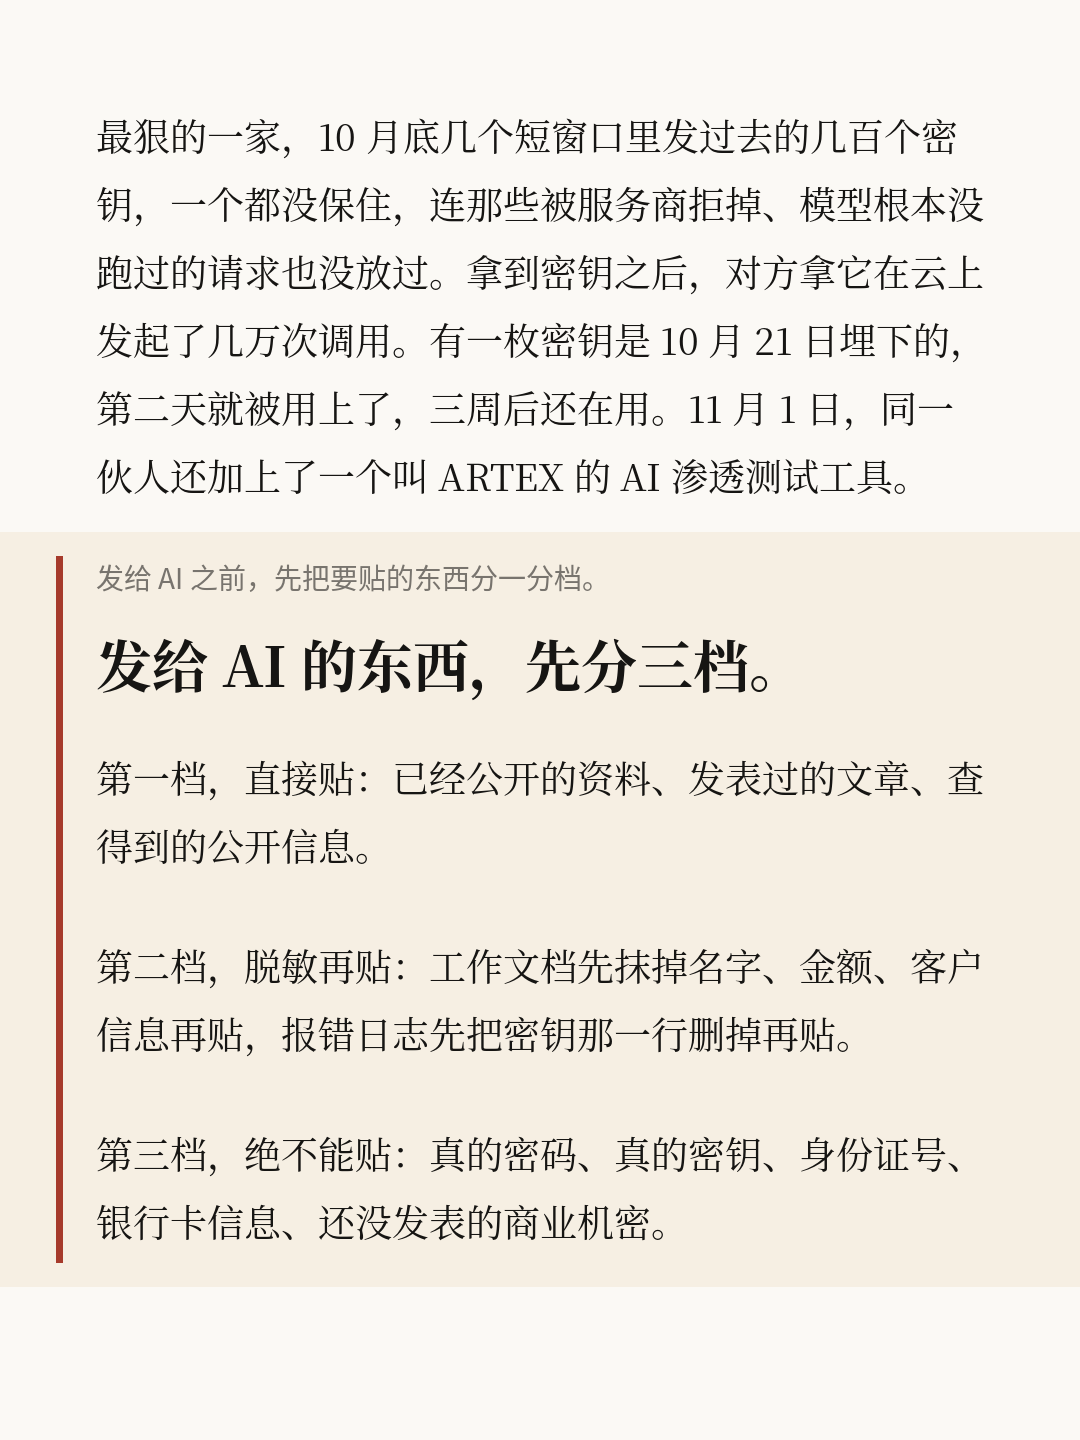 最狠的一家，10 月底几个短窗口里发过去的几百个密
钥，一个都没保住，连那些被服务商拒掉、模型根本没
跑过的请求也没放过。拿到密钥之后，对方拿它在云上
发起了几万次调用。有一枚密钥是 10 月 21 日埋下的，
第二天就被用上了，三周后还在用。11 月 1 日，同一
伙人还加上了一个叫 ARTEX 的 AI 渗透测试工具。
发给 AI 之前，先把要贴的东西分一分档。
发给 AI 的东西，先分三档。
第一档，直接贴：已经公开的资料、发表过的文章、查
得到的公开信息。
第二档，脱敏再贴：工作文档先抹掉名字、金额、客户
信息再贴，报错日志先把密钥那一行删掉再贴。
第三档，绝不能贴：真的密码、真的密钥、身份证号、
银行卡信息、还没发表的商业机密。